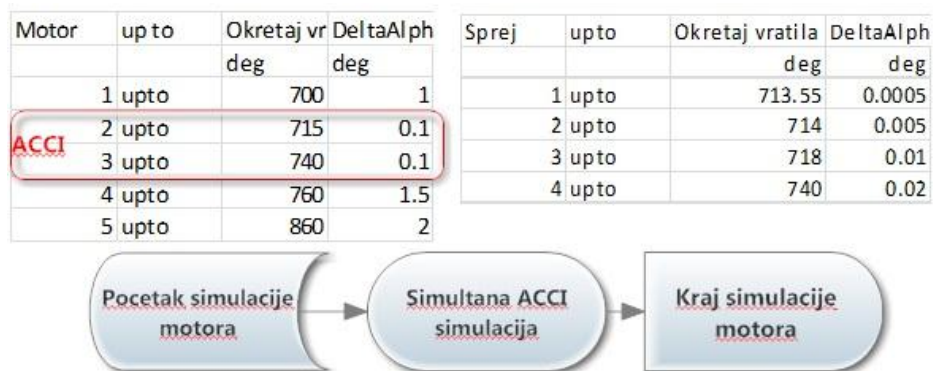 Motor up to Okretaj vr DeltaAlph
deg deg
1 upto 700 1
2 upto 715 0.1
ACCI
3 upto 740 0.1
4 upto 760 1.5
5 upto 860 2
Sprej upto Okretaj vratila DeltaAlph
deg deg
1 upto 713.55 0.0005
2 upto 714 0.005
3 upto 718 0.01
4 upto 740 0.02
Pocetak simulacije
motora
Simultana ACCI
simulacija
Kraj simulacije
motora